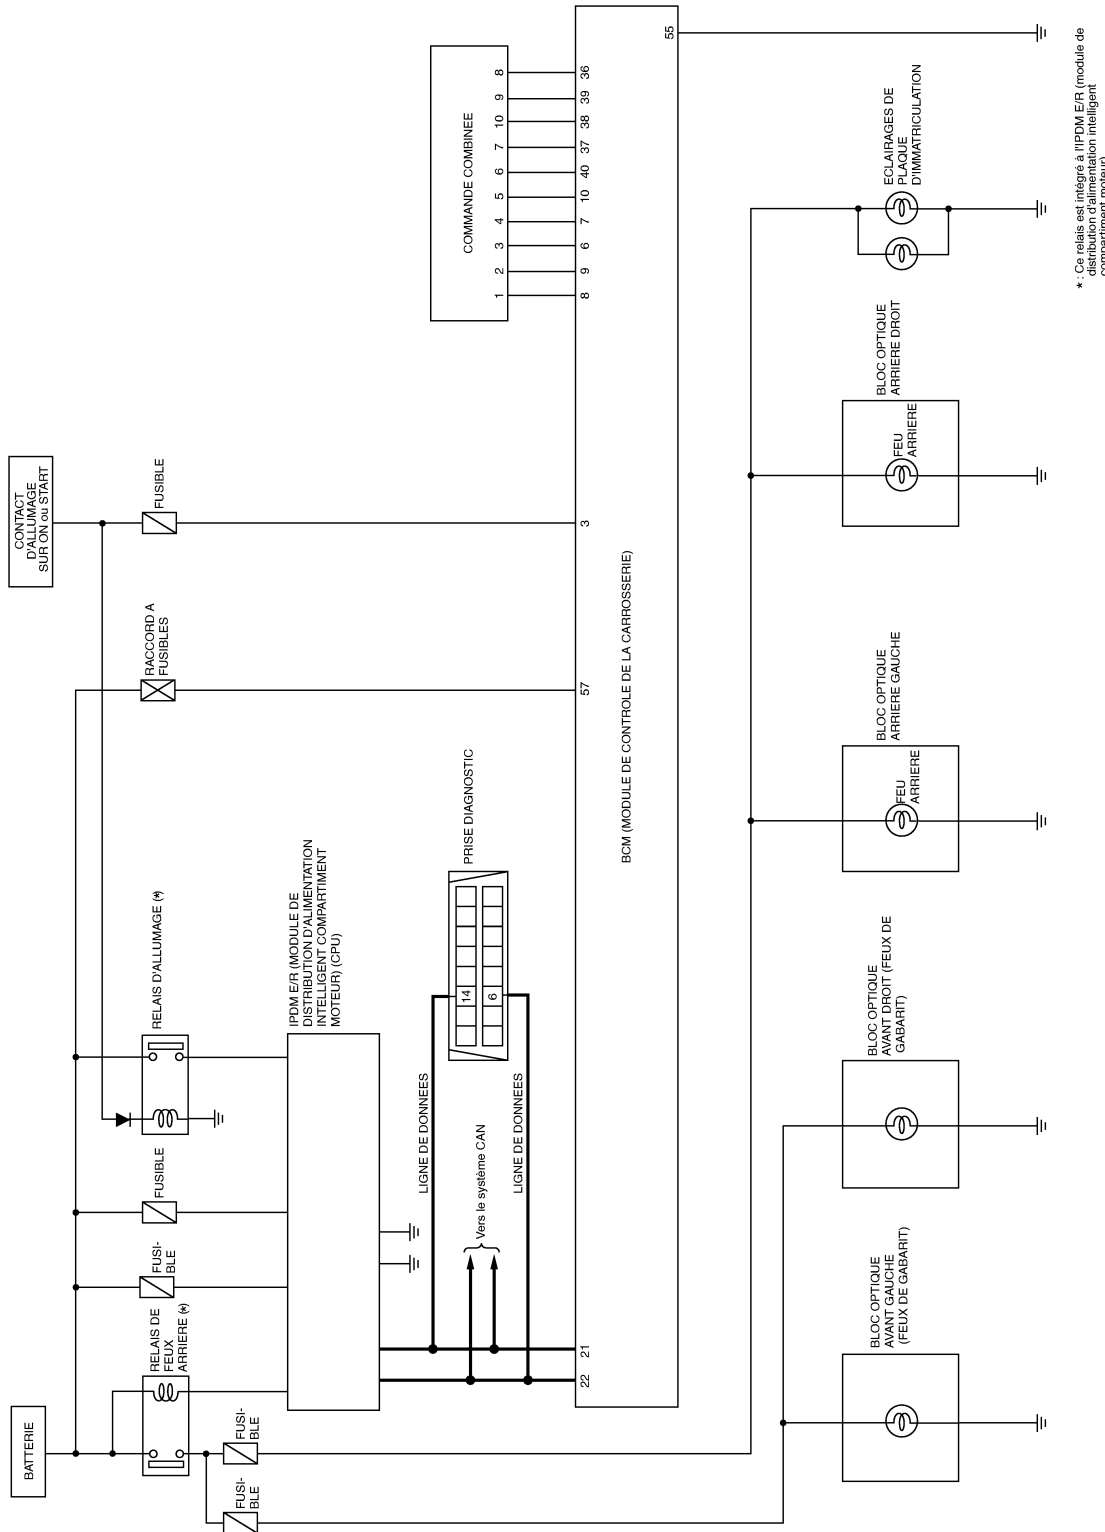 BATTERIE
CONTACT
D'ALLUMAGE
SUR ON ou START
RELAIS DE
FEUX
ARRIERE (*)
FUSI-
BLE
FUSIBLE
RELAIS D'ALLUMAGE (*)
RACCORD A
FUSIBLES
FUSIBLE
FUSI-
BLE
FUSI-
BLE
IPDM E/R (MODULE DE
DISTRIBUTION D'ALIMENTATION
INTELLIGENT COMPARTIMENT
MOTEUR) (CPU)
LIGNE DE DONNEES
Vers le système CAN
LIGNE DE DONNEES
PRISE DIAGNOSTIC
14
6
COMMANDE COMBINEE
1 2 3 4 5 6 7 10 9 8
22 21 57 3 8 9 6 7 10 40 37 38 39 36
BCM (MODULE DE CONTROLE DE LA CARROSSERIE)
55
BLOC OPTIQUE
AVANT GAUCHE
(FEUX DE GABARIT)
BLOC OPTIQUE
AVANT DROIT (FEUX DE
GABARIT)
BLOC OPTIQUE
ARRIERE GAUCHE
FEU
ARRIERE
BLOC OPTIQUE
ARRIERE DROIT
FEU
ARRIERE
ECLAIRAGES DE
PLAQUE
D'IMMATRICULATION
* : Ce relais est intégré à l'IPDM E/R (module de
distribution d'alimentation intelligent
compartiment moteur)